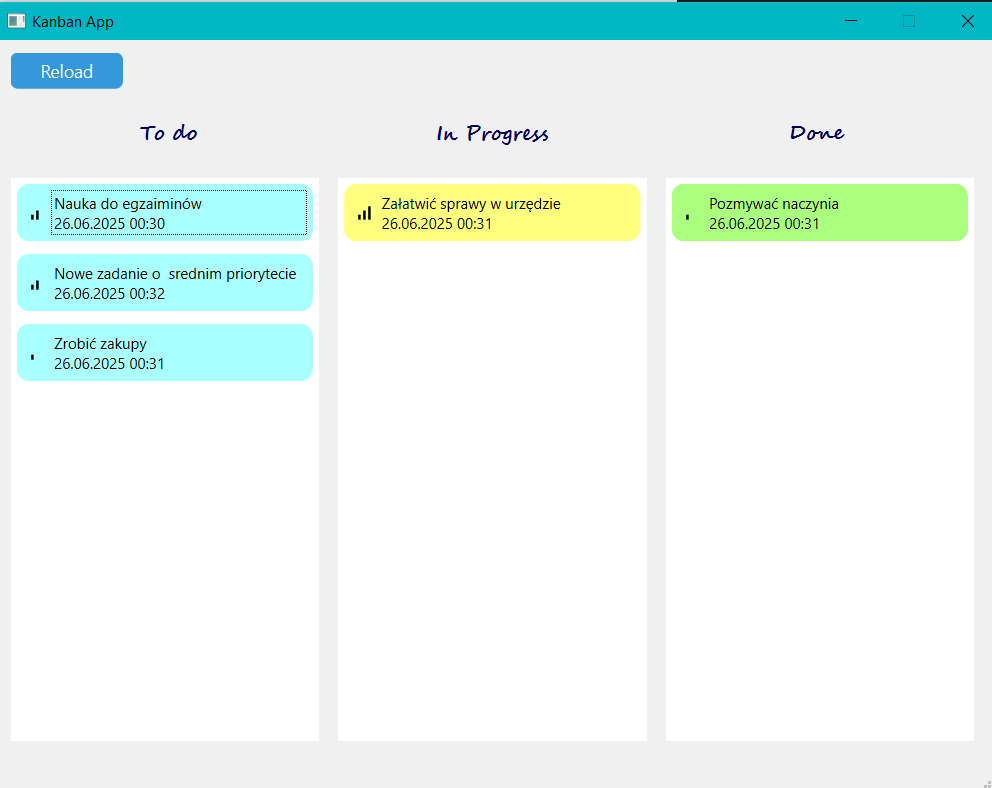 Kanban App
Reload
To do
Nauka do egzaiminów
26.06.2025 00:30
Nowe zadanie o  srednim priorytecie
26.06.2025 00:32
Zrobić zakupy
26.06.2025 00:31
In Progress
Załatwić sprawy w urzędzie
26.06.2025 00:31
Done
Pozmywać naczynia
26.06.2025 00:31